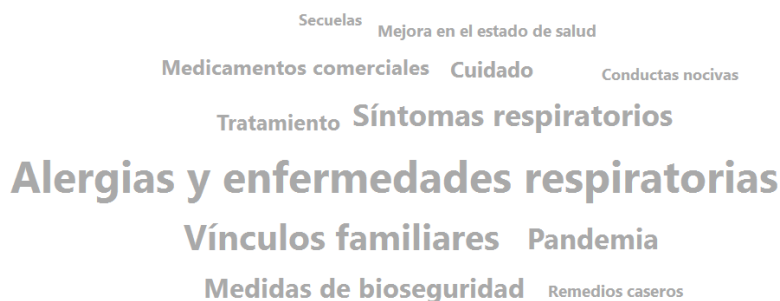 Secuelas
Mejora en el estado de salud
Medicamentos comerciales
Cuidado
Conductas nocivas
Tratamiento
Síntomas respiratorios
Alergias y enfermedades respiratorias
Vínculos familiares
Pandemia
Medidas de bioseguridad
Remedios caseros